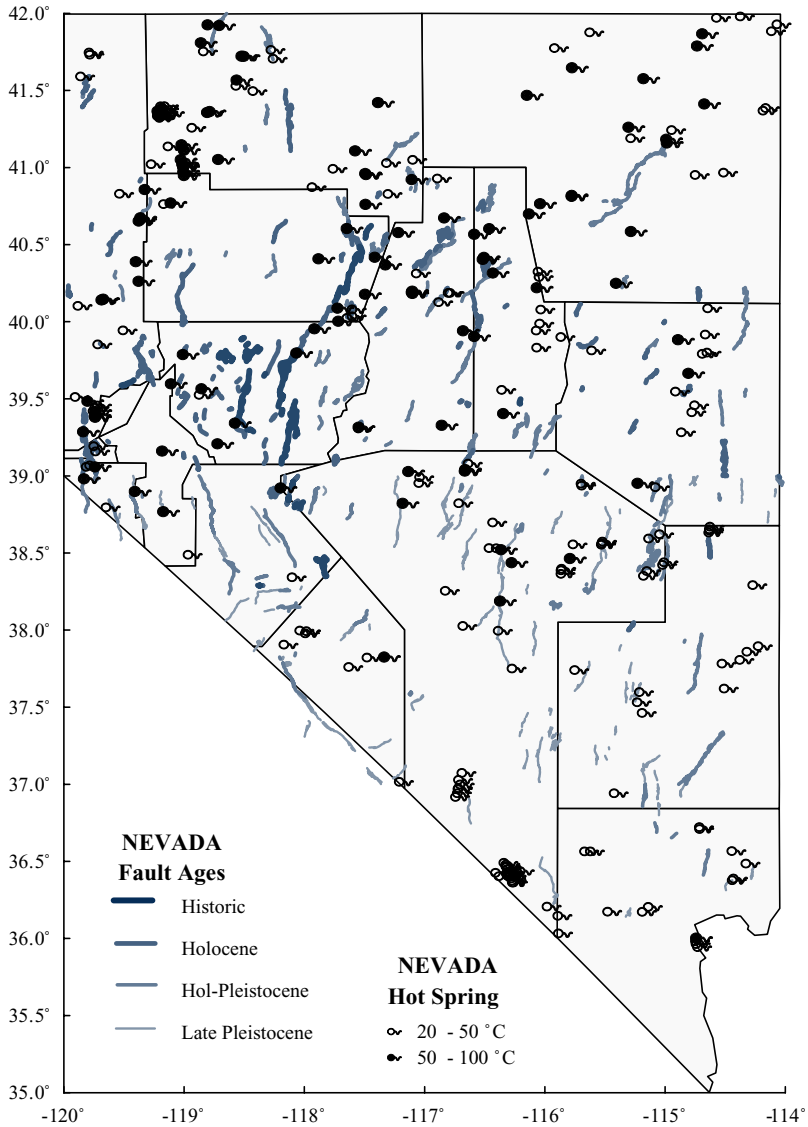 42.0˚
41.5˚
41.0˚
40.5˚
40.0˚
39.5˚
39.0˚
38.5˚
38.0˚
37.5˚
37.0˚
36.5˚
36.0˚
35.5˚
35.0˚
NEVADA
Fault Ages
Historic
Holocene
Hol-Pleistocene
Late Pleistocene
NEVADA
Hot Spring
20 - 50 ˚C
50 - 100 ˚C
-120˚ -119˚ -118˚ -117˚ -116˚ -115˚ -114˚